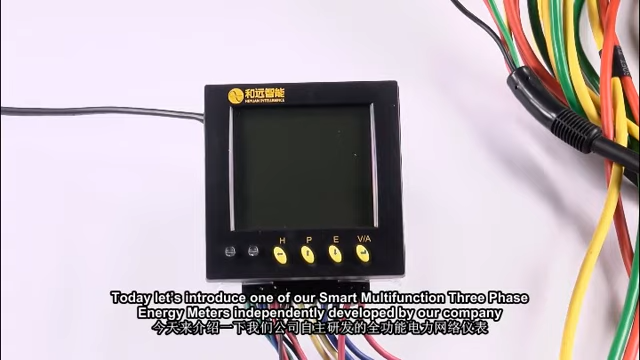 和远智能
HEYUAN INTELLIGENCE
H P E V/A
Today let's introduce one of our Smart Multifunction Three Phase
Energy Meters independently developed by our company
今天来介绍一下我们公司自主研发的全功能电力网络仪表